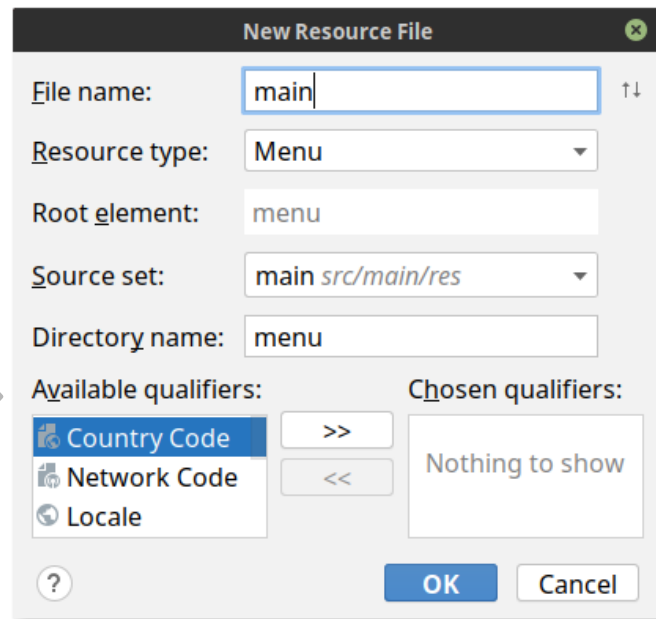 New Resource File
File name: main
Resource type: Menu
Root element: menu
Source set: main src/main/res
Directory name: menu
Available qualifiers: Chosen qualifiers:
Country Code >>
Nothing to show
Network Code <<
Locale
? OK Cancel